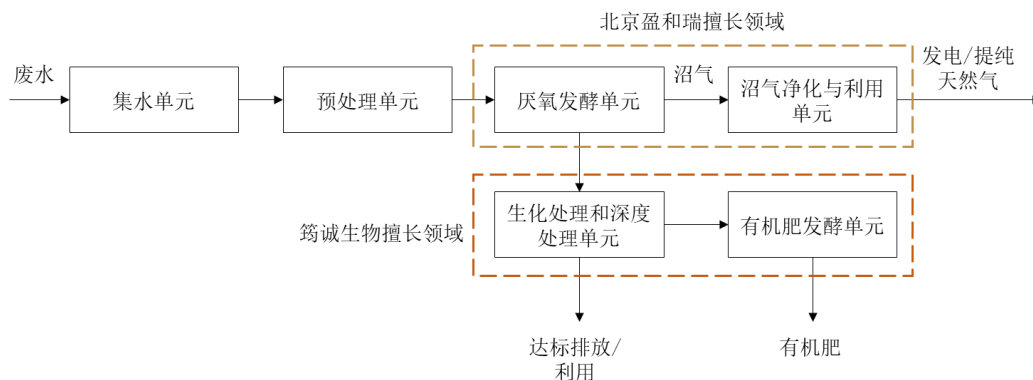 北京盈和瑞擅长领域
废水
集水单元
预处理单元
厌氧发酵单元
沼气
沼气净化与利用
单元
发电/提纯
天然气
筠诚生物擅长领域
生化处理和深度
处理单元
有机肥发酵单元
达标排放/
利用
有机肥